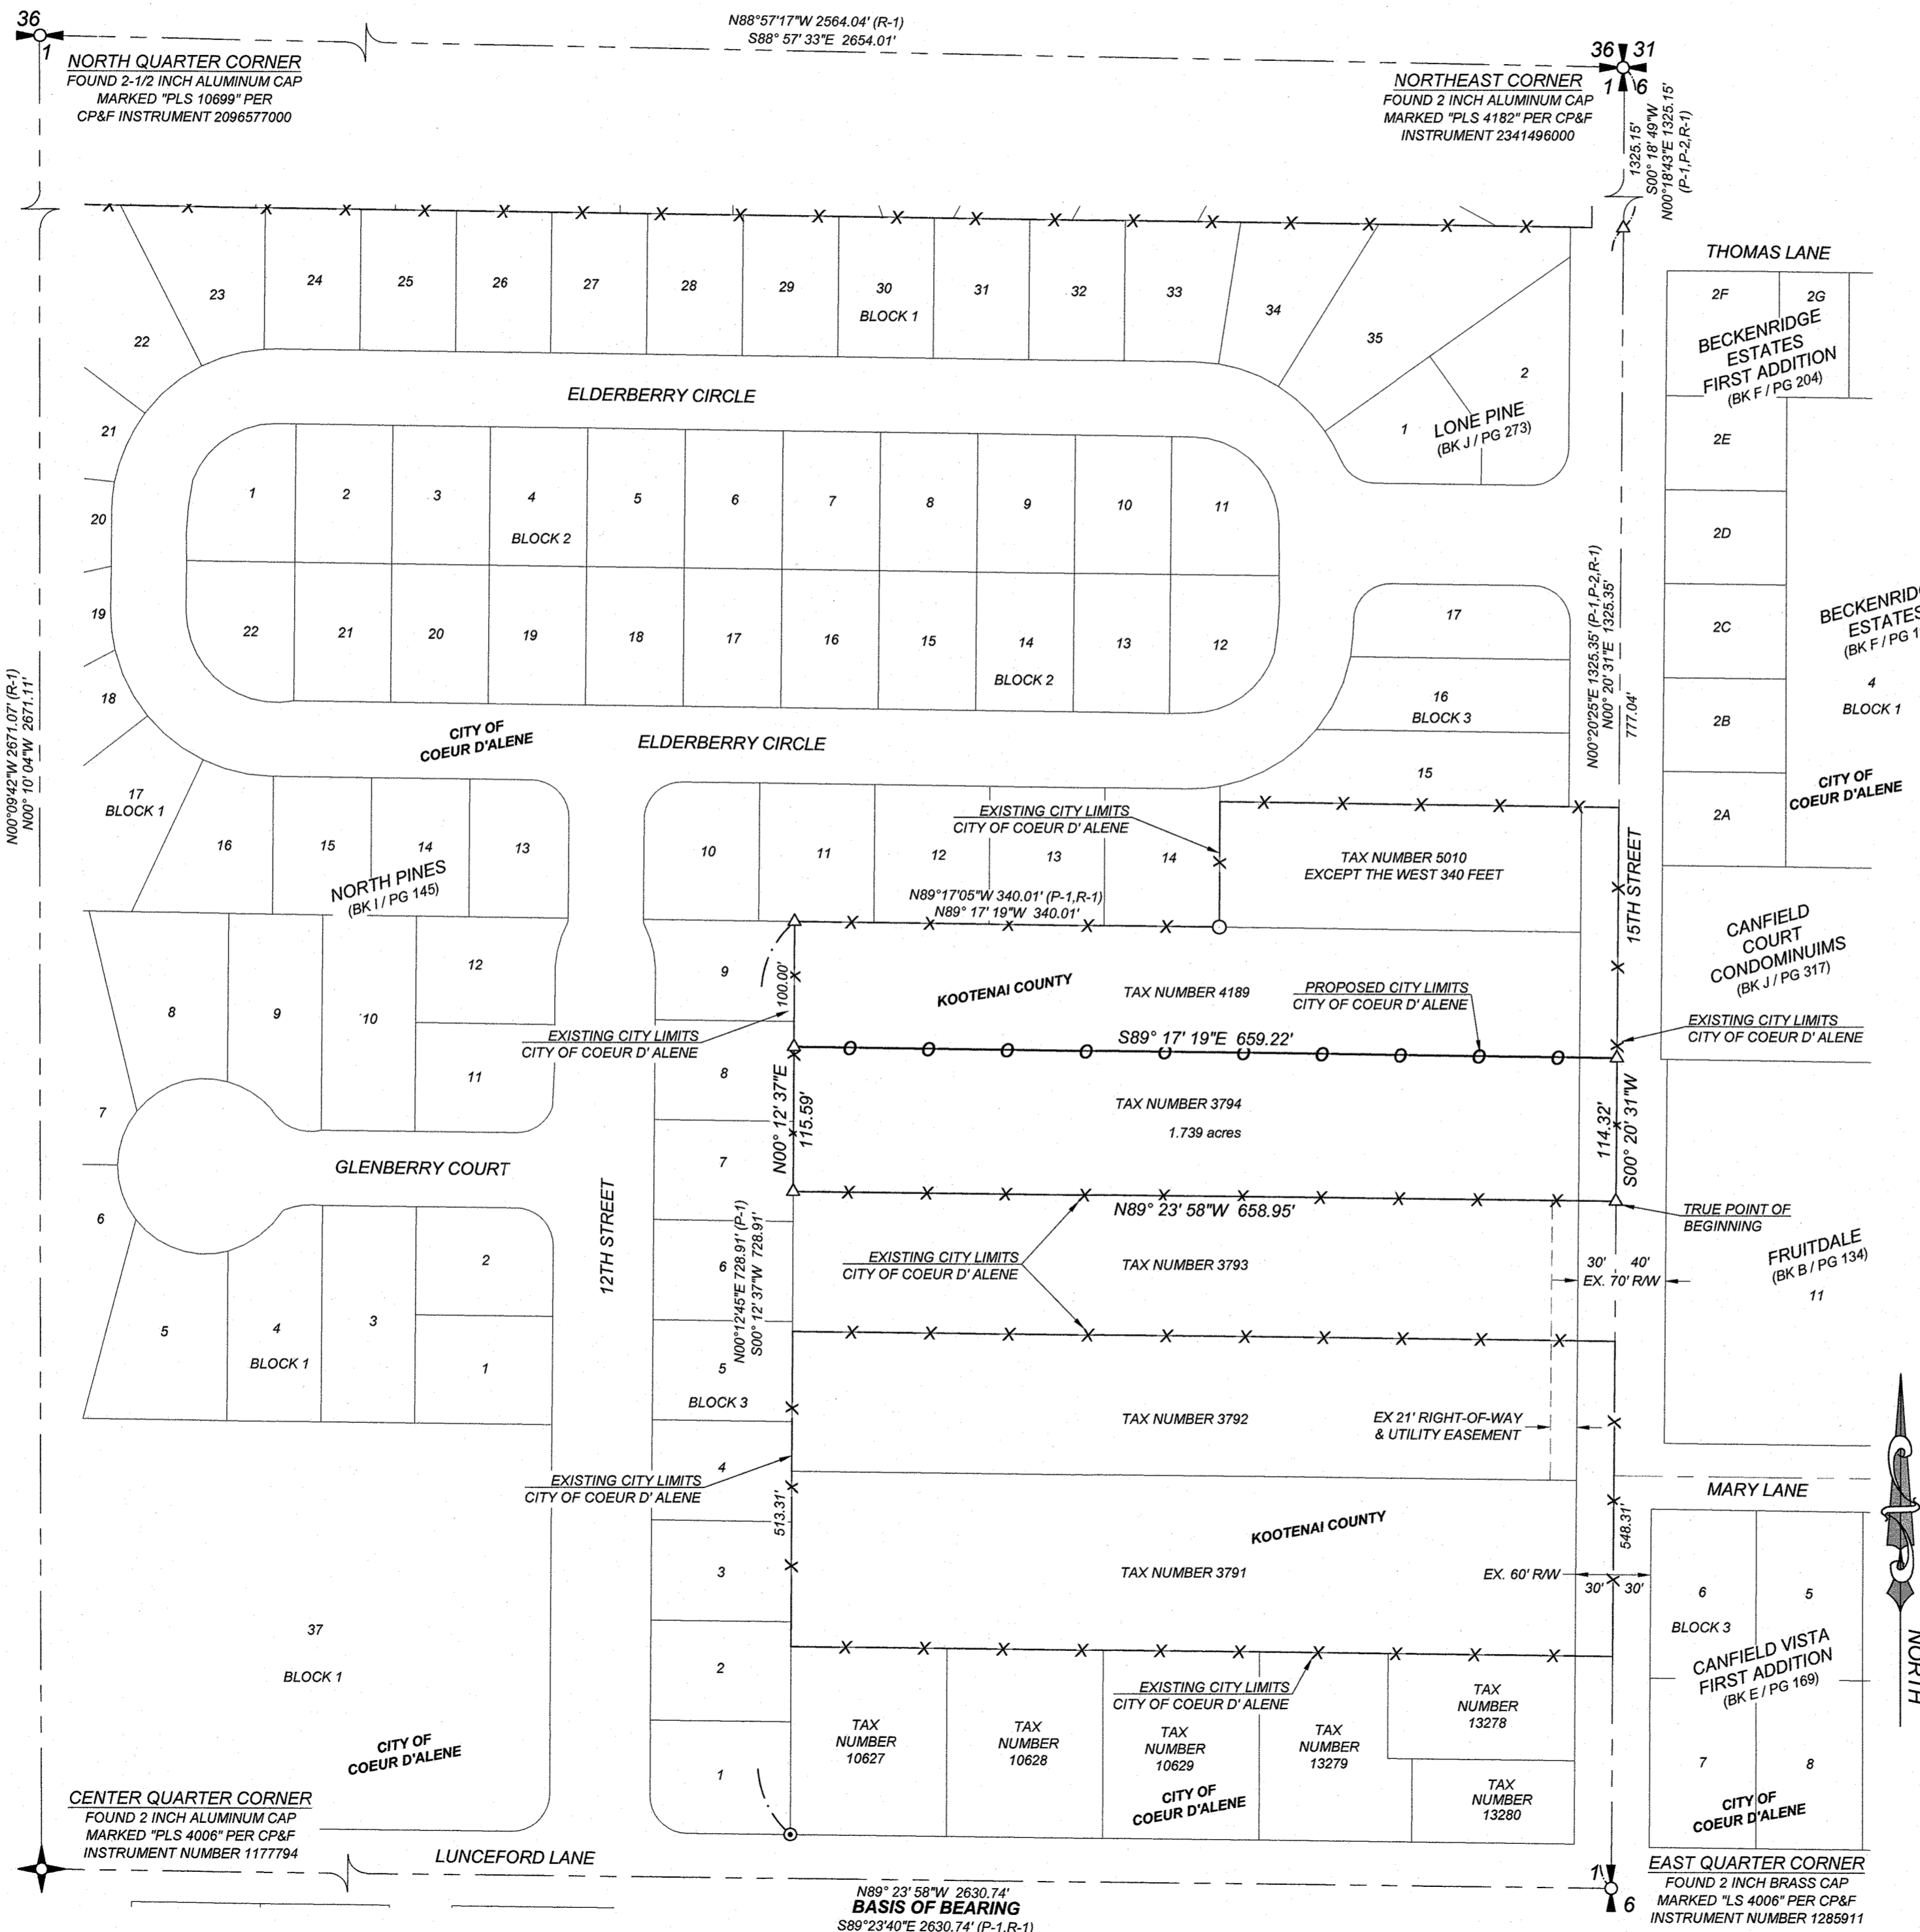 36
1
NORTH QUARTER CORNER
FOUND 2-1/2 INCH ALUMINUM CAP
MARKED "PLS 10699" PER
CP&F INSTRUMENT 2096577000
N88°57'17"W 2564.04' (R-1)
S88° 57' 33"E 2654.01'
36 31
1 6
NORTHEAST CORNER
FOUND 2 INCH ALUMINUM CAP
MARKED "PLS 4182" PER CP&F
INSTRUMENT 2341496000
1325.15'
S00° 18' 49"W
N00°18'43"E 1325.15'
(P-1,P-2,R-1)
THOMAS LANE
2F
2G
BECKENRIDGE
ESTATES
FIRST ADDITION
(BK F / PG 204)
2E
2D
2C
2B
2A
BECKENRID
ESTATES
(BK F / PG 1
4
BLOCK 1
CITY OF
COEUR D'ALENE
22
23
24
25
26
27
28
29
30
BLOCK 1
31
32
33
34
35
1
2
LONE PINE
(BK J / PG 273)
ELDERBERRY CIRCLE
21
20
19
18
17
BLOCK 1
1
2
3
4
BLOCK 2
5
6
7
8
9
10
11
22
21
20
19
18
17
16
15
14
BLOCK 2
13
12
17
16
BLOCK 3
15
N00°20'25"E 1325.35' (P-1,P-2,R-1)
N00° 20' 31"E 1325.35'
777.04'
N00°09'42"W 2671.07' (R-1)
N00° 10' 04"W 2671.11'
CITY OF
COEUR D'ALENE
ELDERBERRY CIRCLE
16
15
14
13
NORTH PINES
(BK I / PG 145)
10
11
12
13
14
EXISTING CITY LIMITS
CITY OF COEUR D' ALENE
TAX NUMBER 5010
EXCEPT THE WEST 340 FEET
15TH STREET
N89°17'05"W 340.01' (P-1,R-1)
N89° 17' 19"W 340.01'
CANFIELD
COURT
CONDOMINUIMS
(BK J / PG 317)
8
9
10
12
11
7
9
100.00'
KOOTENAI COUNTY
TAX NUMBER 4189
PROPOSED CITY LIMITS
CITY OF COEUR D' ALENE
EXISTING CITY LIMITS
CITY OF COEUR D' ALENE
EXISTING CITY LIMITS
CITY OF COEUR D' ALENE
S89° 17' 19"E 659.22'
8
N00° 12' 37"E
115.59'
TAX NUMBER 3794
1.739 acres
114.32'
S00° 20' 31"W
GLENBERRY COURT
12TH STREET
7
N89° 23' 58"W 658.95'
TRUE POINT OF
BEGINNING
6
2
5
4
BLOCK 1
3
1
6
N00°12'45"E 728.91' (P-1)
S00° 12' 37"W 728.91'
EXISTING CITY LIMITS
CITY OF COEUR D' ALENE
TAX NUMBER 3793
30' 40'
EX. 70' R/W
FRUITDALE
(BK B / PG 134)
11
5
BLOCK 3
TAX NUMBER 3792
EX 21' RIGHT-OF-WAY
& UTILITY EASEMENT
4
EXISTING CITY LIMITS
CITY OF COEUR D' ALENE
513.31'
MARY LANE
KOOTENAI COUNTY
548.31'
3
TAX NUMBER 3791
EX. 60' R/W
30' 30'
6
BLOCK 3
5
CANFIELD VISTA
FIRST ADDITION
(BK E / PG 169)
NORTH
37
BLOCK 1
2
EXISTING CITY LIMITS
CITY OF COEUR D' ALENE
TAX
NUMBER
10627
TAX
NUMBER
10628
TAX
NUMBER
10629
TAX
NUMBER
13279
TAX
NUMBER
13278
TAX
NUMBER
13280
CITY OF
COEUR D'ALENE
1
7
8
CITY OF
COEUR D'ALENE
CITY OF
COEUR D'ALENE
CENTER QUARTER CORNER
FOUND 2 INCH ALUMINUM CAP
MARKED "PLS 4006" PER CP&F
INSTRUMENT NUMBER 1177794
LUNCEFORD LANE
N89° 23' 58"W 2630.74'
BASIS OF BEARING
S89°23'40"E 2630.74' (P-1,R-1)
1
6
EAST QUARTER CORNER
FOUND 2 INCH BRASS CAP
MARKED "LS 4006" PER CP&F
INSTRUMENT NUMBER 1285911